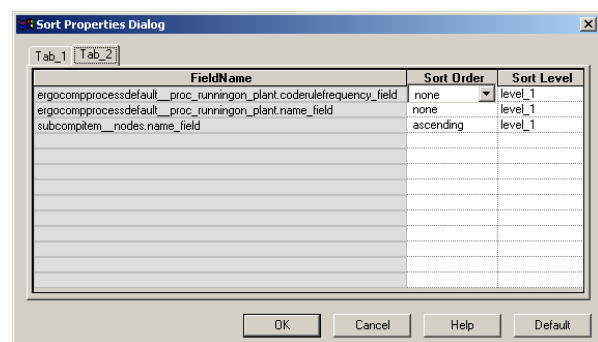 Sort Properties Dialog
Tab_1 Tab_2
FieldName Sort Order Sort Level
ergocompprocessdefault__proc_runningon_plant.coderulefrequency_field none level_1
ergocompprocessdefault__proc_runningon_plant.name_field none level_1
subcompitem__nodes.name_field ascending level_1
OK Cancel Help Default